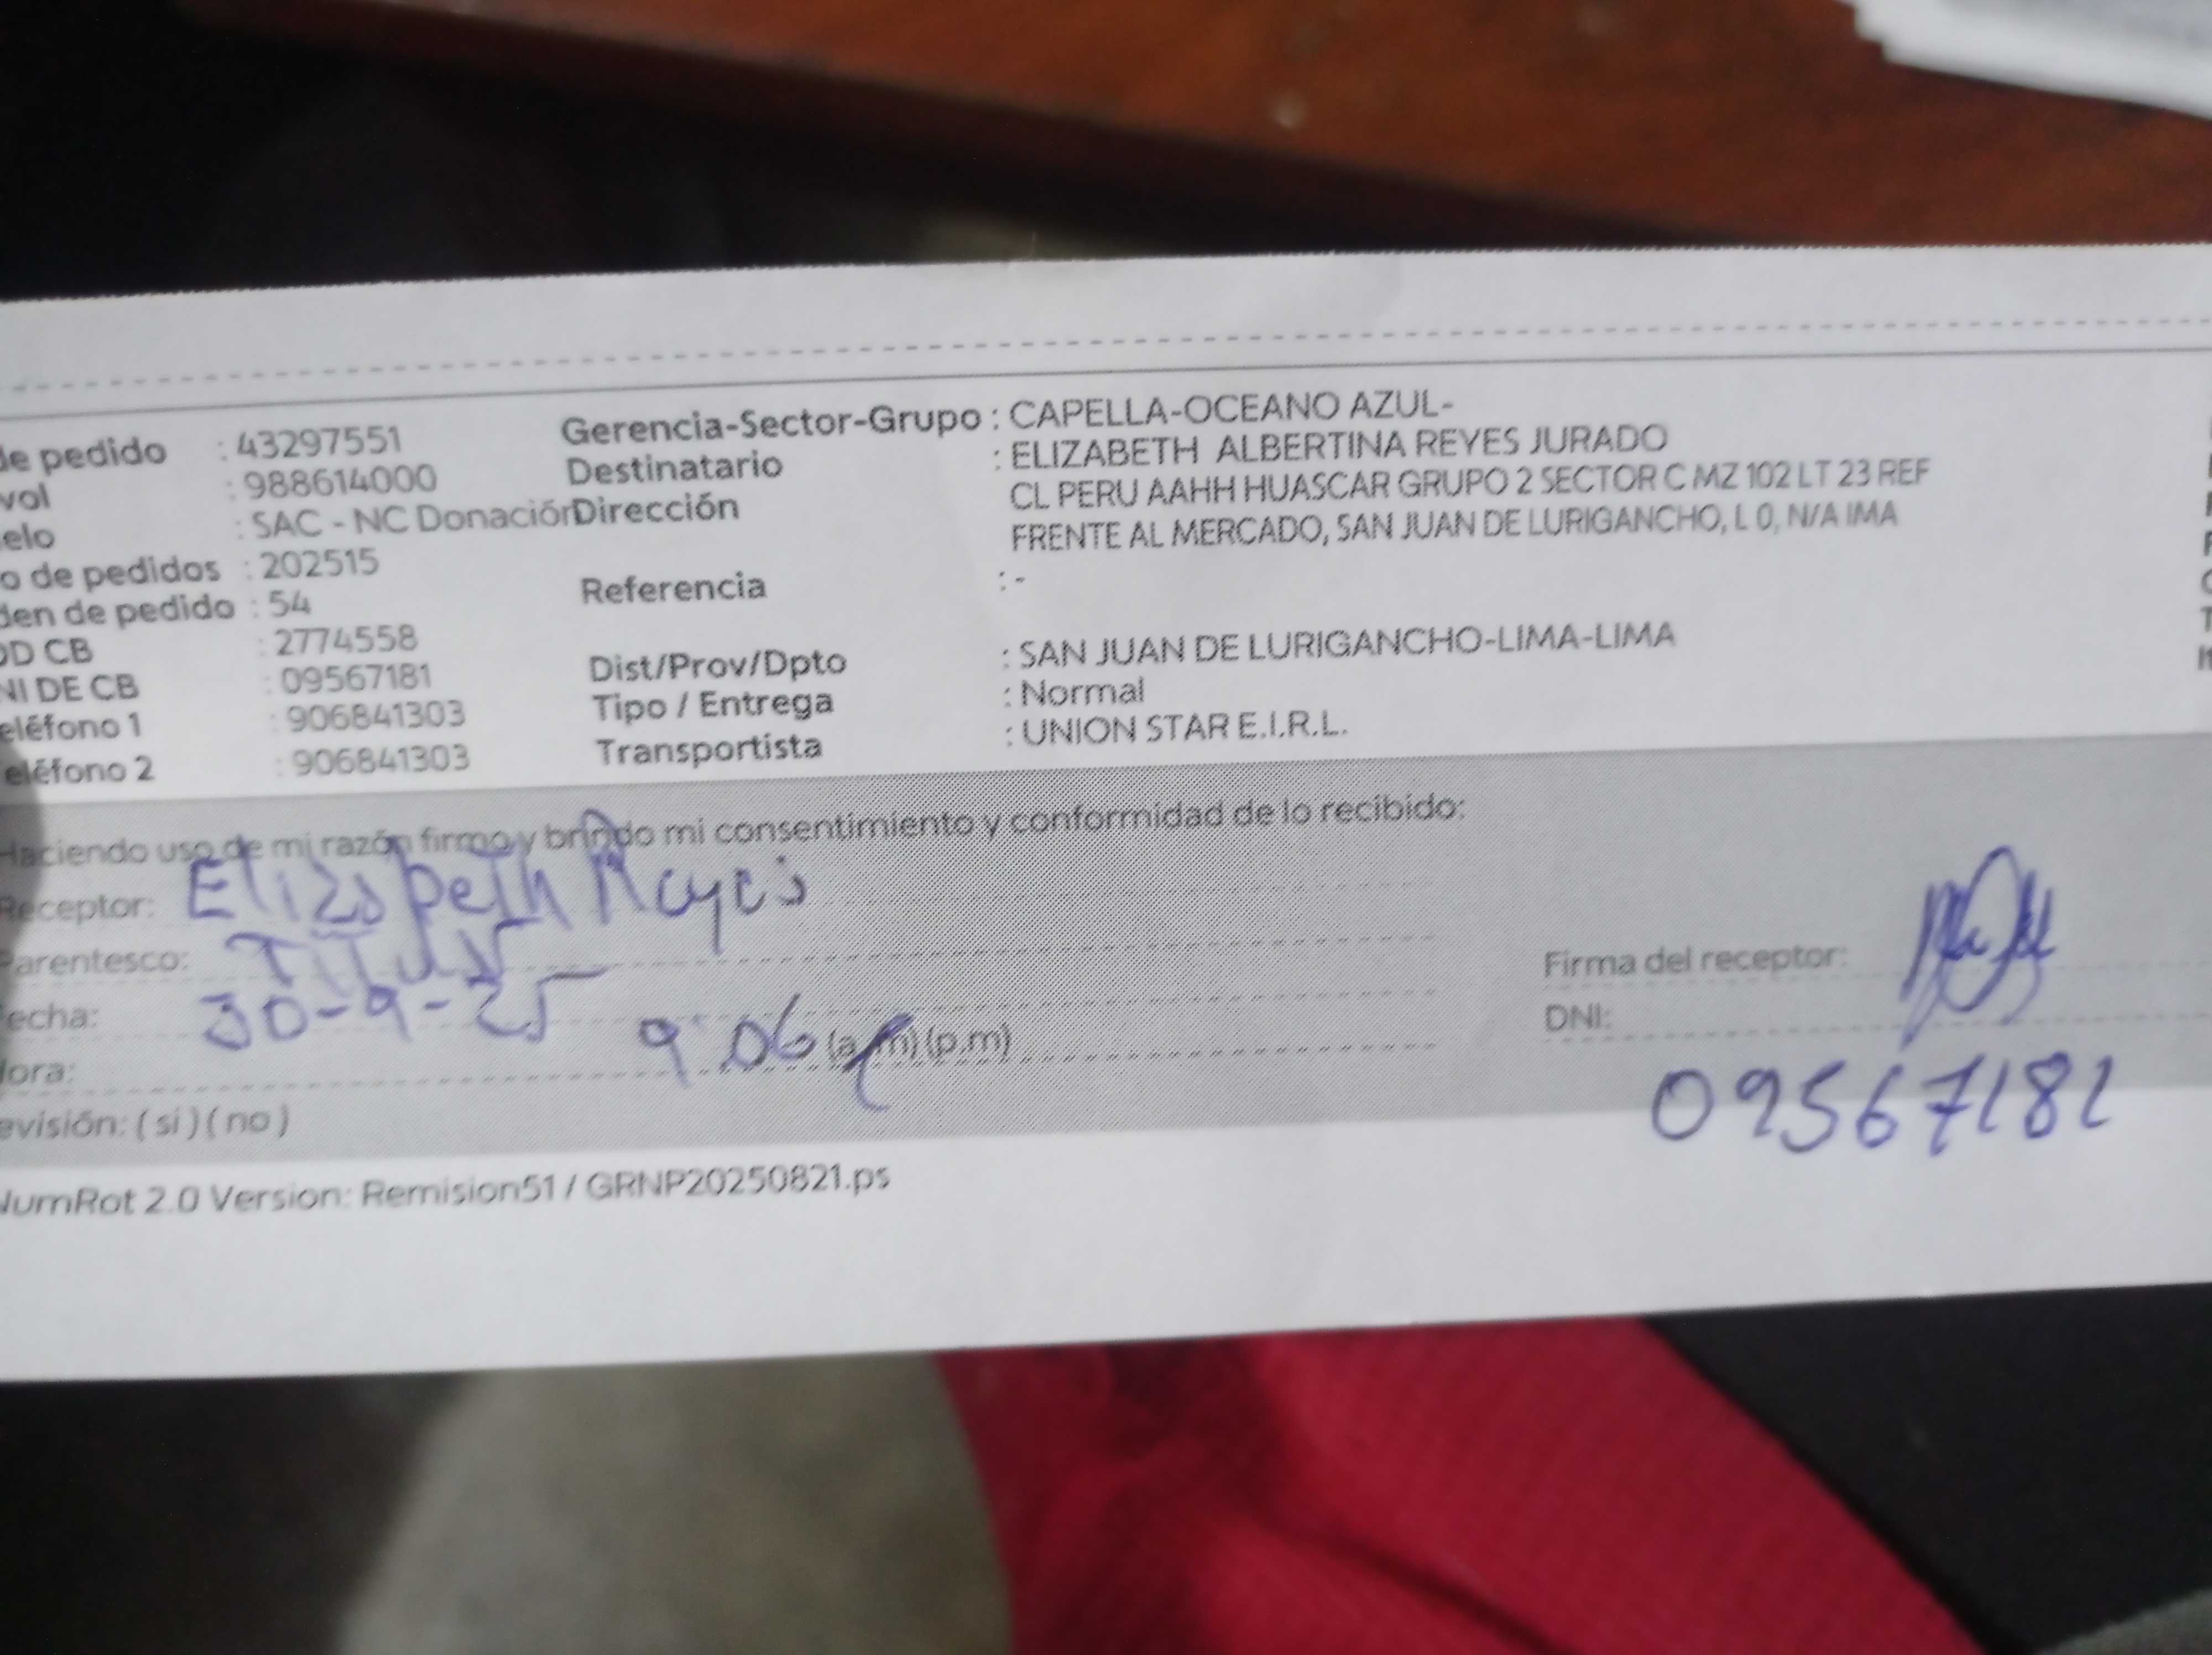 de pedido : 43297551
vol : 988614000
elo : SAC - NC Donación
o de pedidos : 202515
den de pedido : 54
OD CB : 2774558
NI DE CB : 09567181
eléfono 1 : 906841303
eléfono 2 : 906841303
Gerencia-Sector-Grupo : CAPELLA-OCEANO AZUL-
Destinatario : ELIZABETH ALBERTINA REYES JURADO
Dirección CL PERU AAHH HUASCAR GRUPO 2 SECTOR C MZ 102 LT 23 REF
FRENTE AL MERCADO, SAN JUAN DE LURIGANCHO, L 0, N/A IMA
Referencia : -
Dist/Prov/Dpto : SAN JUAN DE LURIGANCHO-LIMA-LIMA
Tipo / Entrega : Normal
Transportista : UNION STAR E.I.R.L.
Haciendo uso de mi razón firmo y brindo mi consentimiento y conformidad de lo recibido:
Receptor: Elizabeth Reyes
Parentesco: Titular
Fecha: 30-9-25
Hora: 9:06 (a.m) (p.m)
evisión: ( si ) ( no )
Firma del receptor:
DNI:
09567181
NumRot 2.0 Version: Remision51 / GRNP20250821.ps